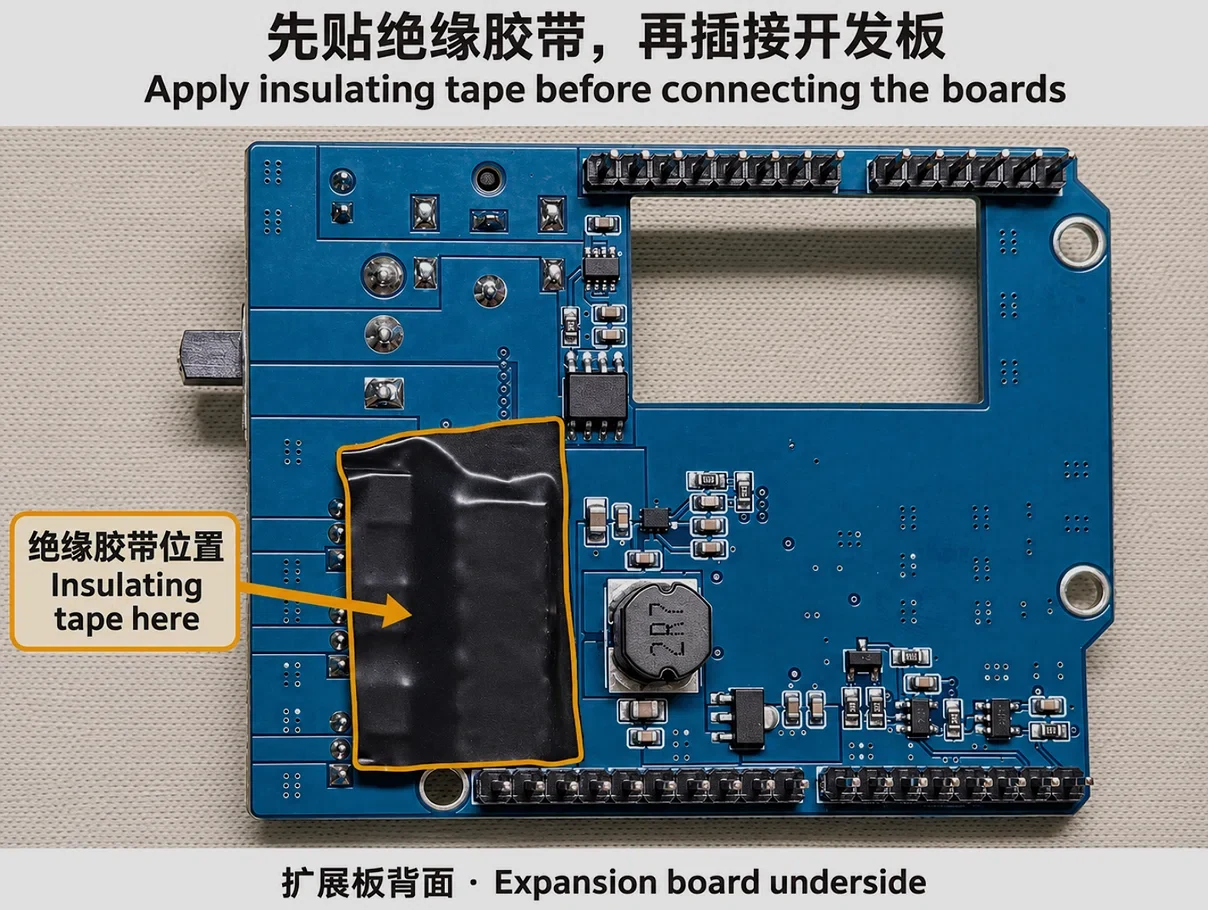 先贴绝缘胶带，再插接开发板
Apply insulating tape before connecting the boards
绝缘胶带位置
Insulating
tape here
2R7
扩展板背面 · Expansion board underside